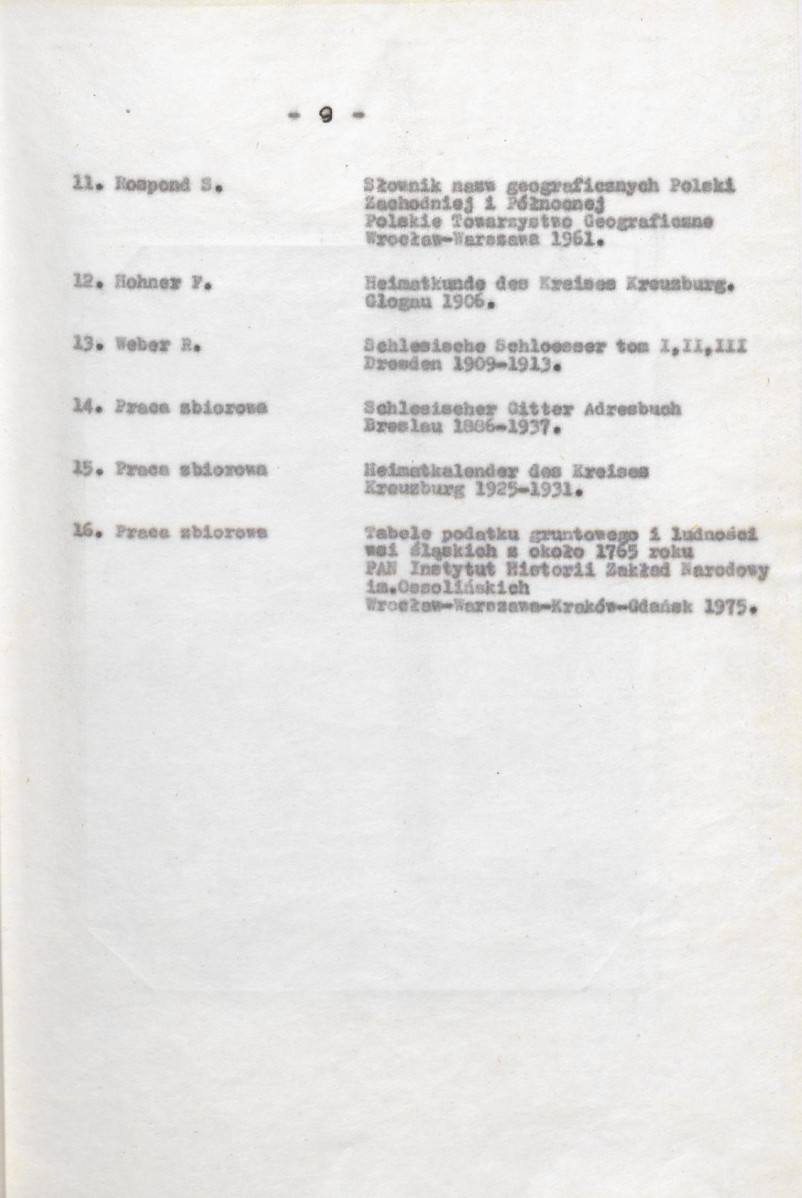 - 9 -
11. Rospond S. Słownik nazw geograficznych Polski
Zachodniej i Północnej
Polskie Towarzystwo Geograficzne
Wrocław-Warszawa 1961.
12. Hohner F. Heimatkunde des Kreises Kreuzburg.
Glogau 1906.
13. Weber R. Schlesische Schloesser tom I,II,III
Dresden 1909-1913.
14. Praca zbiorowa Schlesischer Gitter Adresbuch
Breslau 1886-1937.
15. Praca zbiorowa Heimatkalender des Kreises
Kreuzburg 1925-1931.
16. Praca zbiorowa Tabele podatku gruntowego i ludności
wsi śląskich z około 1765 roku
PAN Instytut Historii Zakład Narodowy
im.Ossolińskich
Wrocław-Warszawa-Kraków-Gdańsk 1975.